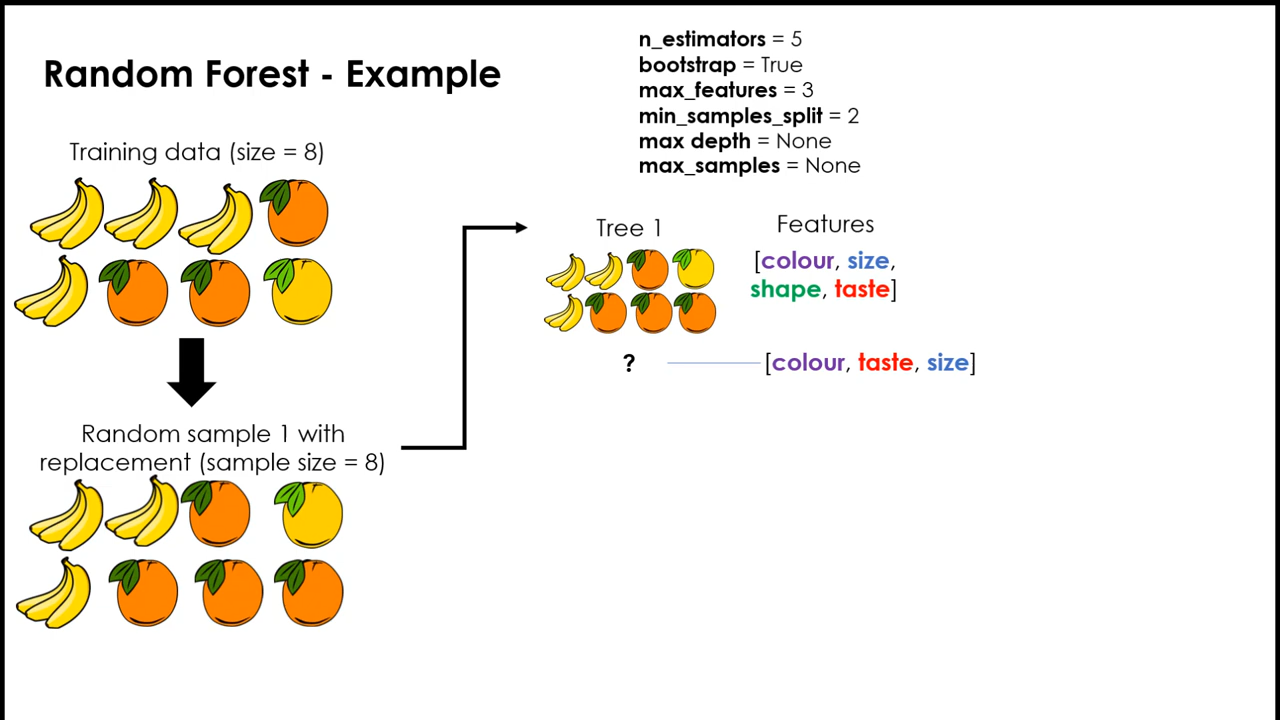 Random Forest - Example
n_estimators = 5
bootstrap = True
max_features = 3
min_samples_split = 2
max depth = None
max_samples = None
Training data (size = 8)
Random sample 1 with
replacement (sample size = 8)
Tree 1
Features
[colour, size,
shape, taste]
? [colour, taste, size]